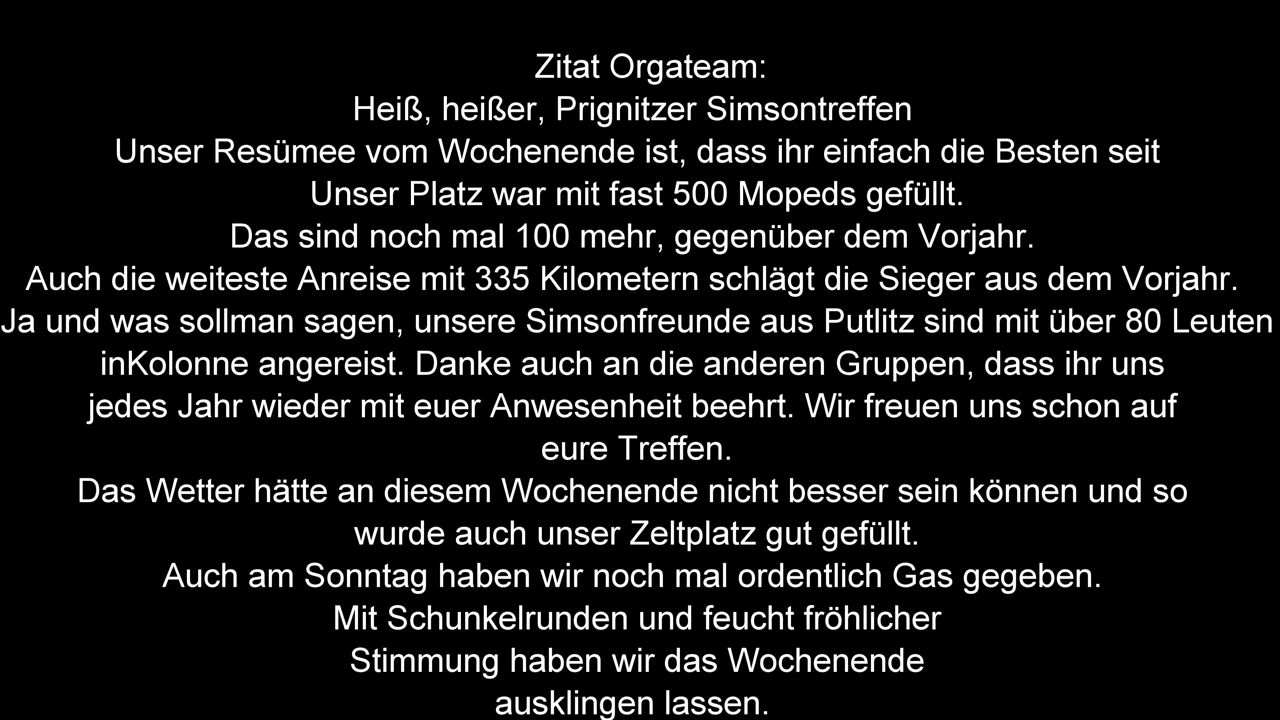 Zitat Orgateam:
Heiß, heißer, Prignitzer Simsontreffen
Unser Resümee vom Wochenende ist, dass ihr einfach die Besten seit
Unser Platz war mit fast 500 Mopeds gefüllt.
Das sind noch mal 100 mehr, gegenüber dem Vorjahr.
Auch die weiteste Anreise mit 335 Kilometern schlägt die Sieger aus dem Vorjahr.
Ja und was sollman sagen, unsere Simsonfreunde aus Putlitz sind mit über 80 Leuten
inKolonne angereist. Danke auch an die anderen Gruppen, dass ihr uns
jedes Jahr wieder mit euer Anwesenheit beehrt. Wir freuen uns schon auf
eure Treffen.
Das Wetter hätte an diesem Wochenende nicht besser sein können und so
wurde auch unser Zeltplatz gut gefüllt.
Auch am Sonntag haben wir noch mal ordentlich Gas gegeben.
Mit Schunkelrunden und feucht fröhlicher
Stimmung haben wir das Wochenende
ausklingen lassen.